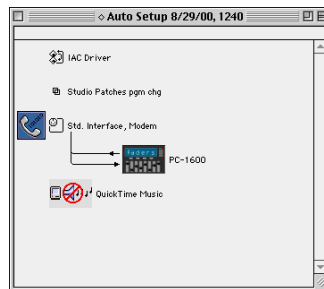 ◇ Auto Setup 8/29/00, 1240
IAC Driver
Studio Patches pgm chg
Std. Interface, Modem
faders
PC-1600
QuickTime Music